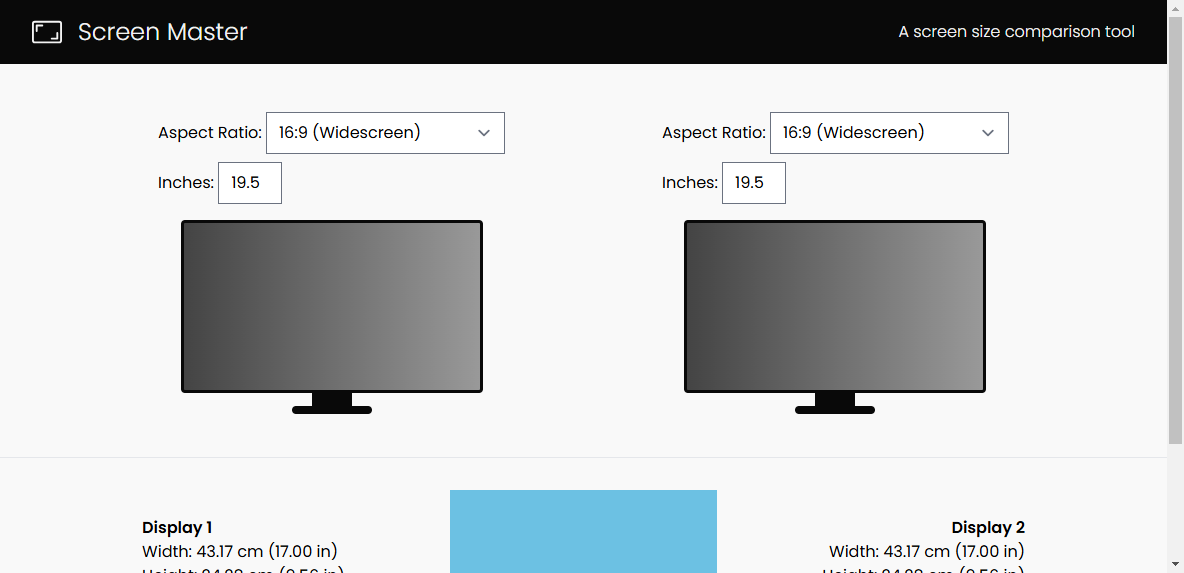 Screen Master
A screen size comparison tool
Aspect Ratio: 16:9 (Widescreen)
Inches: 19.5
Aspect Ratio: 16:9 (Widescreen)
Inches: 19.5
Display 1
Width: 43.17 cm (17.00 in)
Display 2
Width: 43.17 cm (17.00 in)